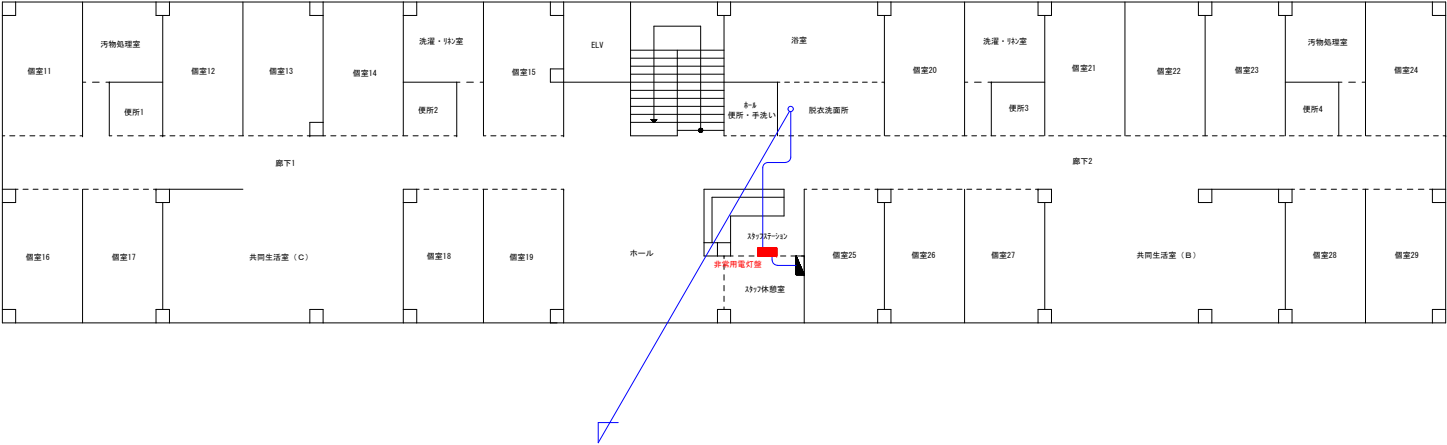 個室11
汚物処理室
便所1
個室12
個室13
個室14
洗濯・ﾘﾈﾝ室
便所2
個室15
ELV
浴室
ﾎｰﾙ
便所・手洗い
脱衣洗面所
個室20
洗濯・ﾘﾈﾝ室
便所3
個室21
個室22
個室23
汚物処理室
便所4
個室24
廊下1
廊下2
個室16
個室17
共同生活室（C）
個室18
個室19
ホール
ｽﾀｯﾌｽﾃｰｼｮﾝ
非常用電灯盤
ｽﾀｯﾌ休憩室
個室25
個室26
個室27
共同生活室（B）
個室28
個室29